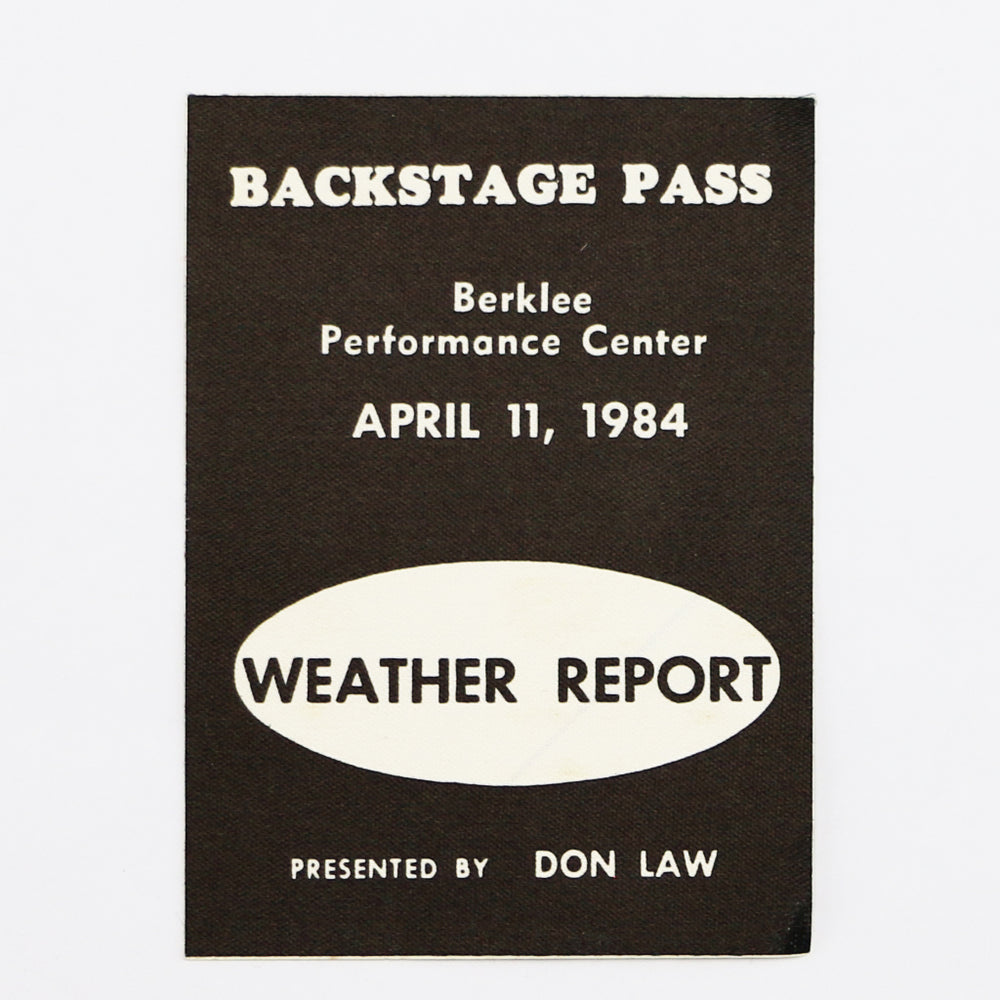 BACKSTAGE PASS
Berklee
Performance Center
APRIL 11, 1984
WEATHER REPORT
PRESENTED BY DON LAW